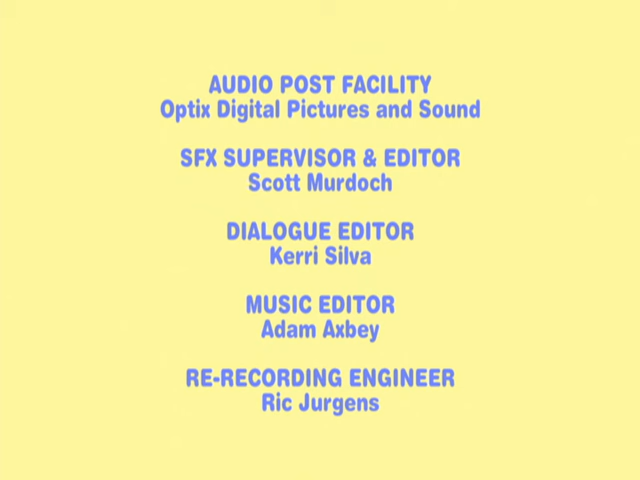 AUDIO POST FACILITY
Optix Digital Pictures and Sound
SFX SUPERVISOR & EDITOR
Scott Murdoch
DIALOGUE EDITOR
Kerri Silva
MUSIC EDITOR
Adam Axbey
RE-RECORDING ENGINEER
Ric Jurgens